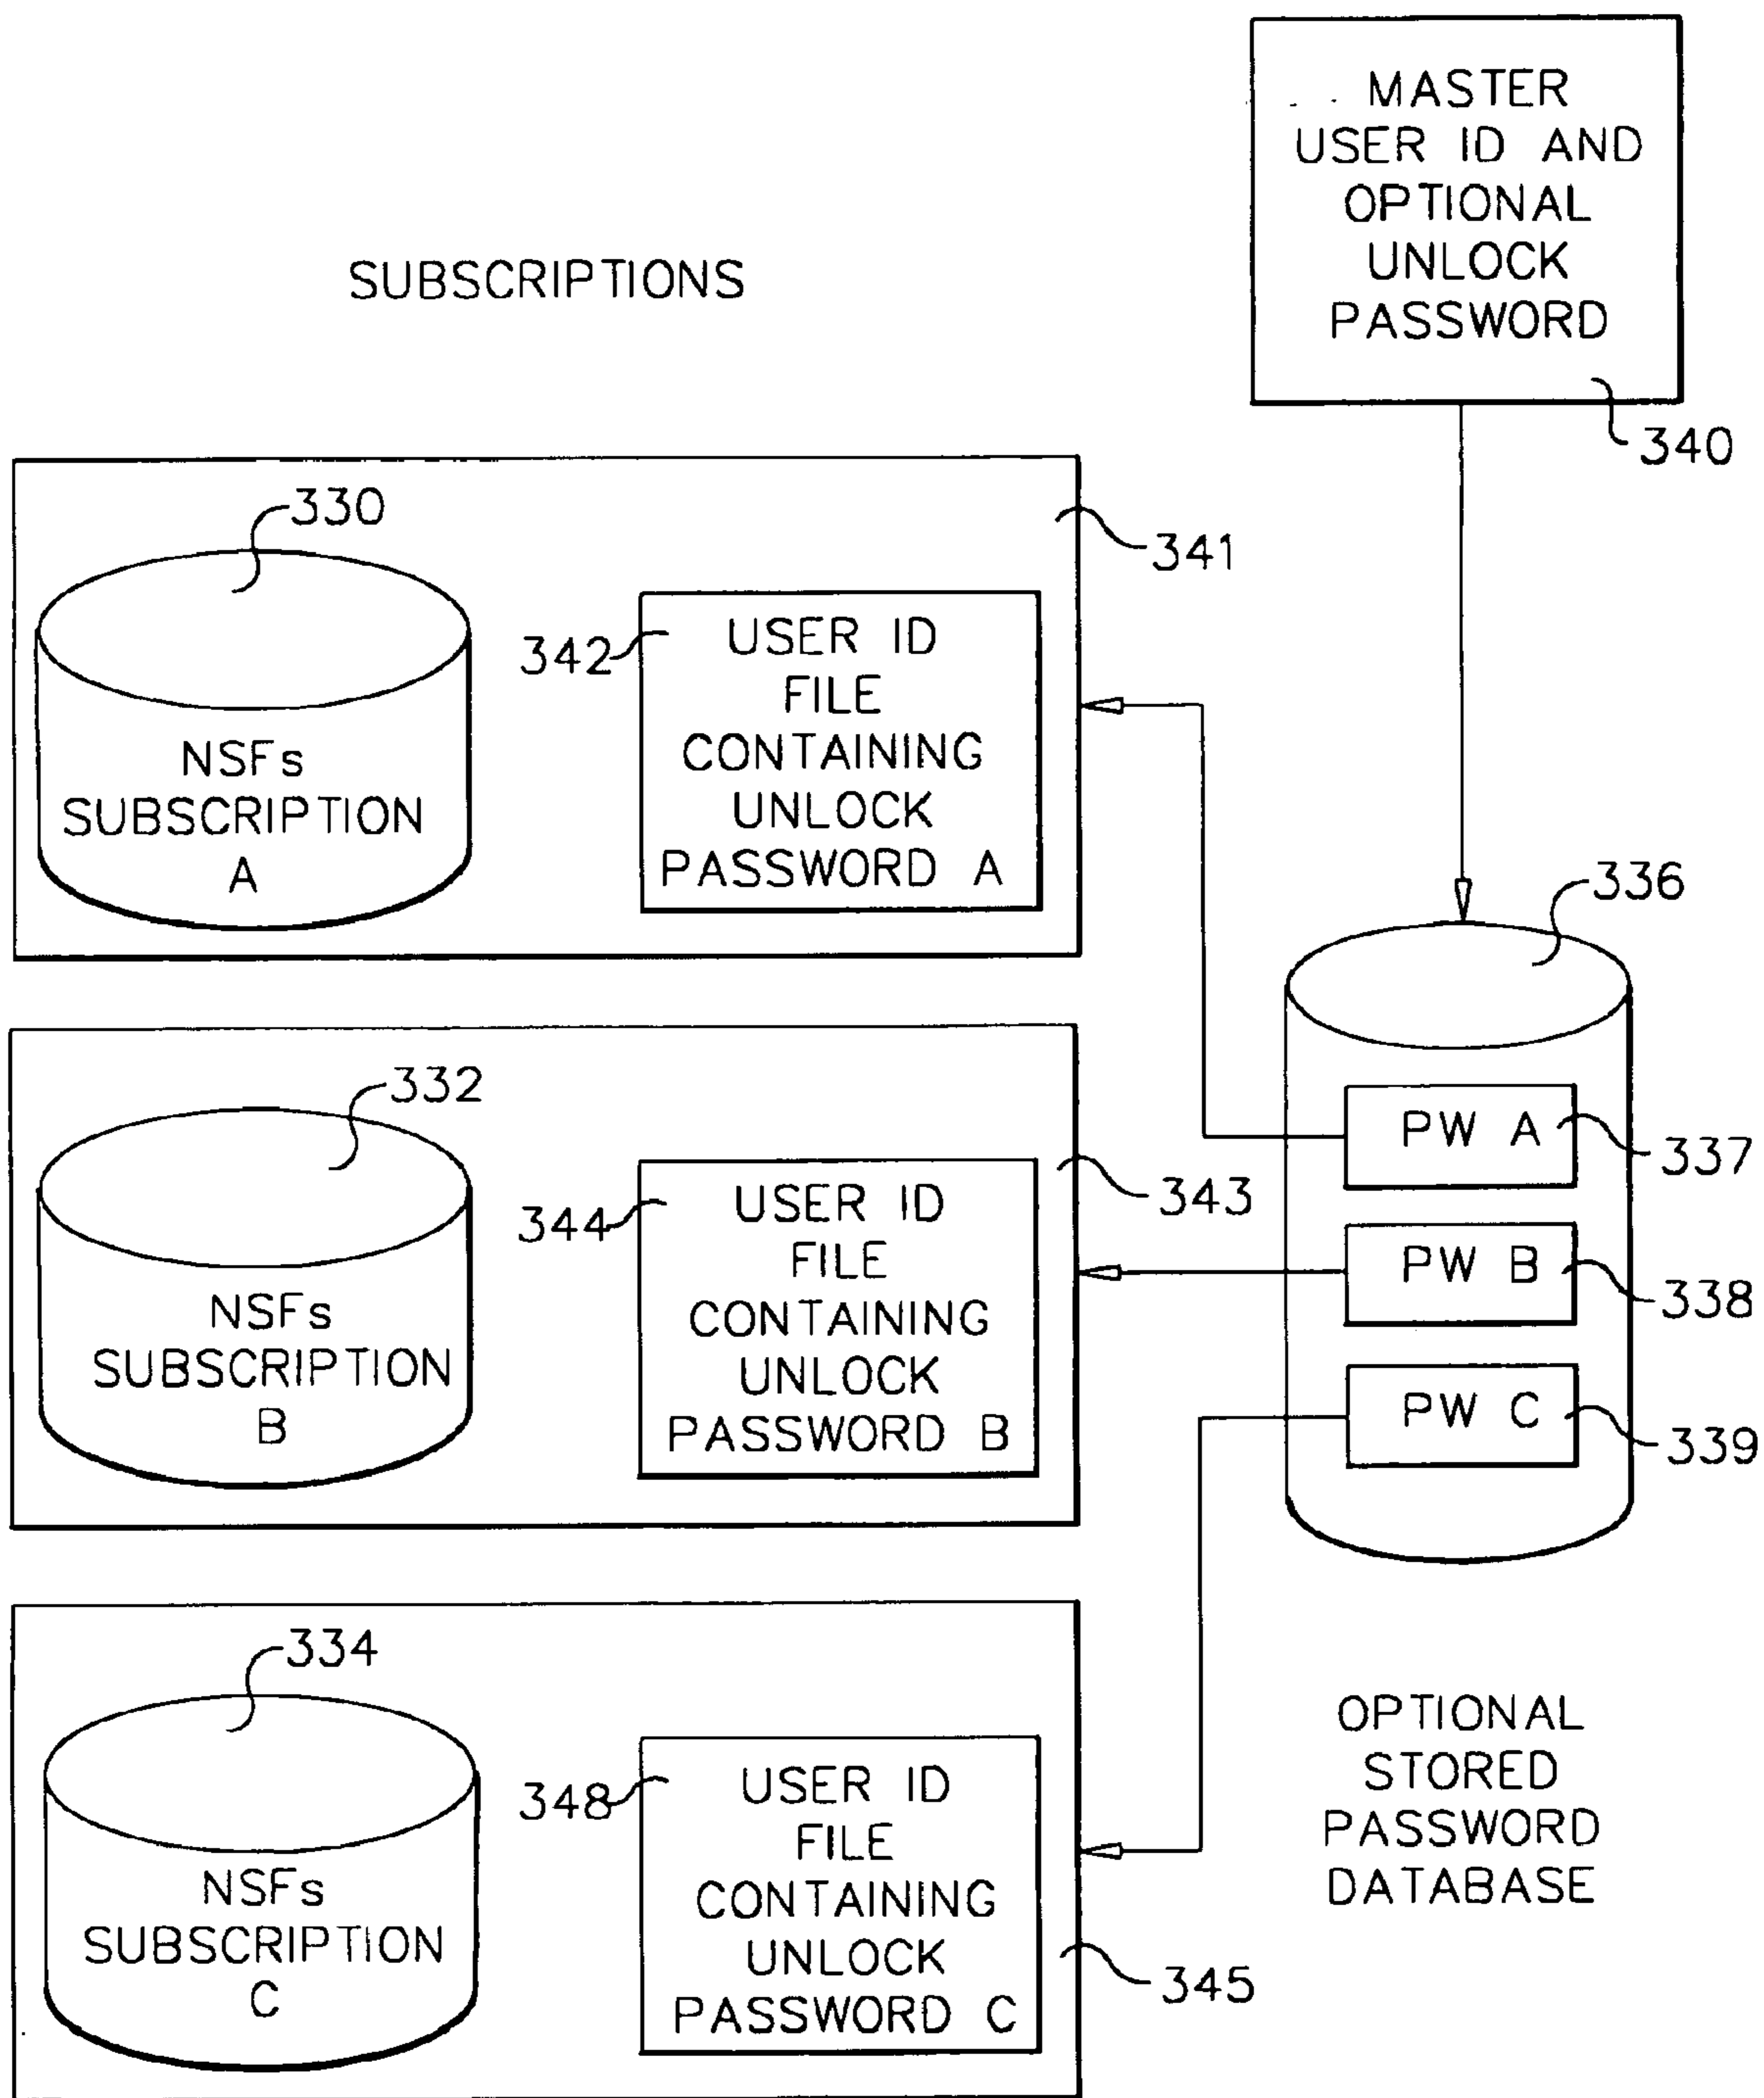 MASTER
USER ID AND
OPTIONAL
UNLOCK
PASSWORD
340
SUBSCRIPTIONS
330
341
342
USER ID
FILE
CONTAINING
UNLOCK
PASSWORD A
NSFs
SUBSCRIPTION
A
336
332
343
344
USER ID
FILE
CONTAINING
UNLOCK
PASSWORD B
NSFs
SUBSCRIPTION
B
PW A
337
PW B
338
PW C
339
334
345
348
USER ID
FILE
CONTAINING
UNLOCK
PASSWORD C
NSFs
SUBSCRIPTION
C
OPTIONAL
STORED
PASSWORD
DATABASE